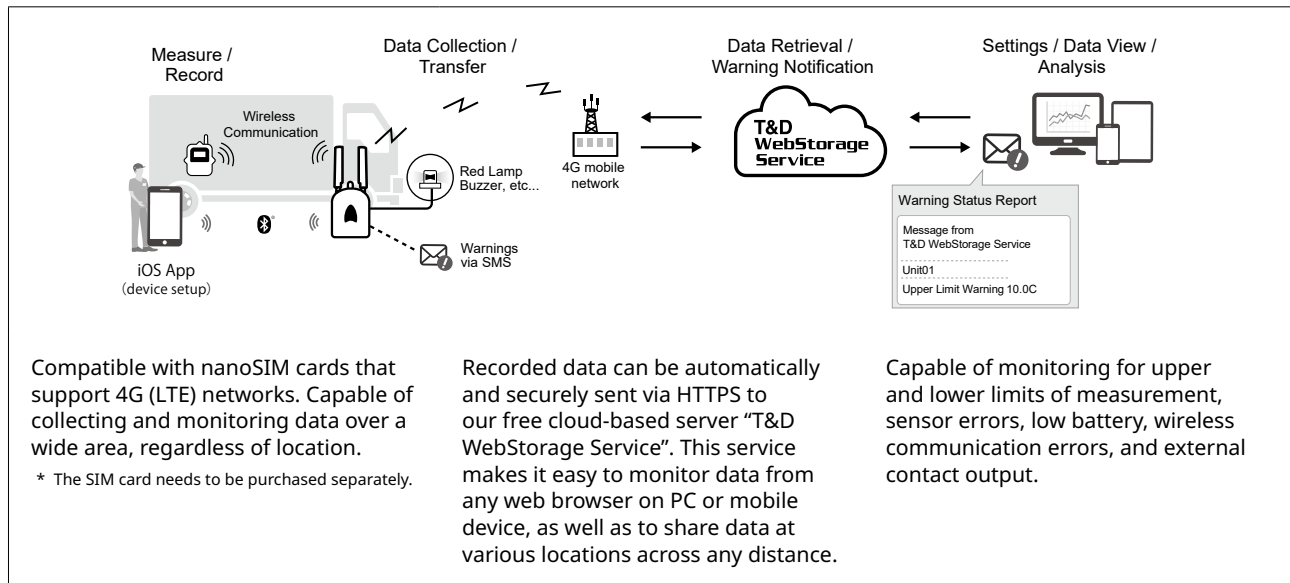 Measure /
Record
Data Collection /
Transfer
Data Retrieval /
Warning Notification
Settings / Data View /
Analysis
Wireless
Communication
Red Lamp
Buzzer, etc...
4G mobile
network
T&D
WebStorage
Service
Warnings
via SMS
iOS App
(device setup)
Warning Status Report
Message from
T&D WebStorage Service
Unit01
Upper Limit Warning 10.0C
Compatible with nanoSIM cards that
support 4G (LTE) networks. Capable of
collecting and monitoring data over a
wide area, regardless of location.
* The SIM card needs to be purchased separately.
Recorded data can be automatically
and securely sent via HTTPS to
our free cloud-based server “T&D
WebStorage Service”. This service
makes it easy to monitor data from
any web browser on PC or mobile
device, as well as to share data at
various locations across any distance.
Capable of monitoring for upper
and lower limits of measurement,
sensor errors, low battery, wireless
communication errors, and external
contact output.